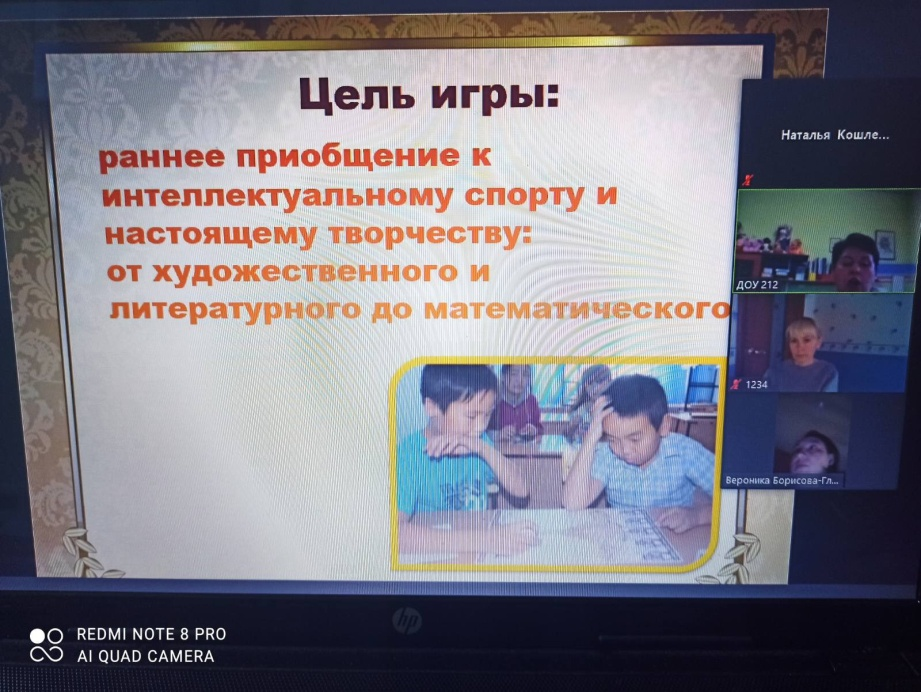 Цель игры:
раннее приобщение к
интеллектуальному спорту и
настоящему творчеству:
от художественного и
литературного до математического
Наталья Кошле...
ДОУ 212
1234
Вероника Борисова-Гл...
hp
REDMI NOTE 8 PRO
AI QUAD CAMERA